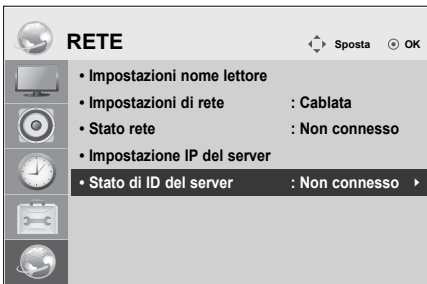 RETE Sposta OK
• Impostazioni nome lettore
• Impostazioni di rete : Cablata
• Stato rete : Non connesso
• Impostazione IP del server
• Stato di ID del server : Non connesso